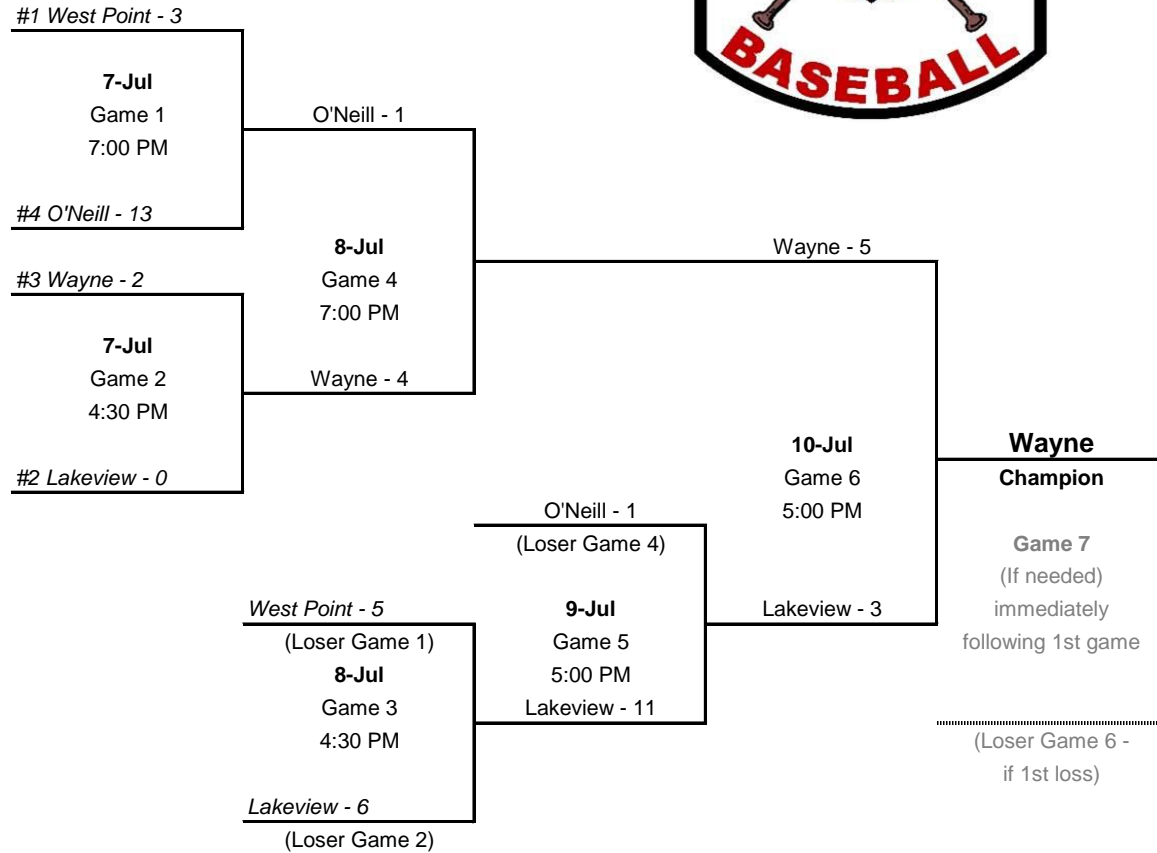 BASEBALL
#1 West Point - 3
7-Jul
Game 1
7:00 PM
#4 O'Neill - 13
#3 Wayne - 2
7-Jul
Game 2
4:30 PM
#2 Lakeview - 0
O'Neill - 1
8-Jul
Game 4
7:00 PM
Wayne - 4
West Point - 5
(Loser Game 1)
8-Jul
Game 3
4:30 PM
Lakeview - 6
(Loser Game 2)
O'Neill - 1
(Loser Game 4)
9-Jul
Game 5
5:00 PM
Lakeview - 11
Wayne - 5
10-Jul
Game 6
5:00 PM
Lakeview - 3
Wayne
Champion
Game 7
(If needed)
immediately
following 1st game
(Loser Game 6 -
if 1st loss)